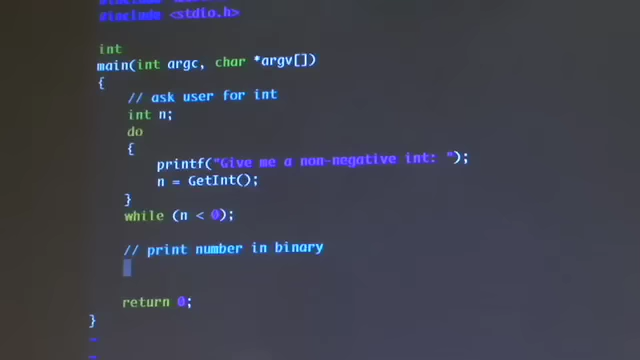 #include <stdio.h>
int
main(int argc, char *argv[])
{
// ask user for int
int n;
do
{
printf("Give me a non-negative int: ");
n = GetInt();
}
while (n < 0);
// print number in binary
return 0;
}
~
~